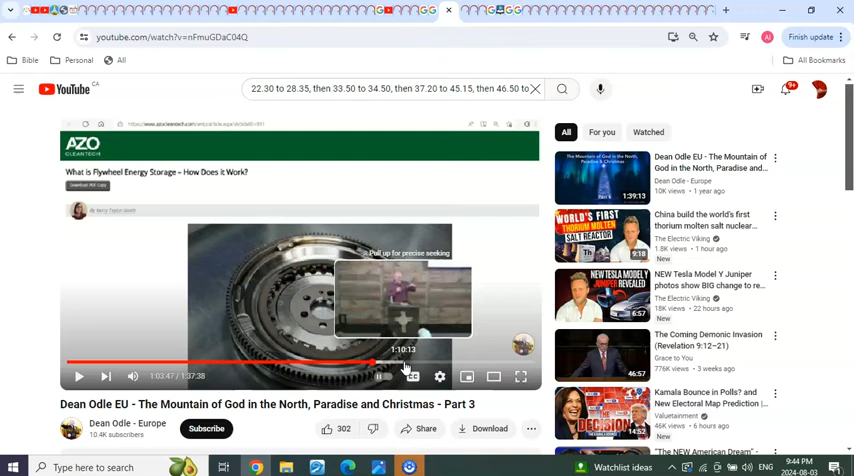 Finish update
youtube.com/watch?v=nFmuGDaC04Q
AI
Bible
Personal
All
All Bookmarks
YouTube CA
22.30 to 28.35, then 33.50 to 34.50, then 37.20 to 45.15, then 46.50 to
9+
AZO
CLEANTECH
What is Flywheel Energy Storage – How Does it Work?
Download PDF Copy
Pull up for precise seeking
1:10:13
1:03:47 / 1:37:38
CC
Dean Odle EU - The Mountain of God in the North, Paradise and Christmas - Part 3
Dean Odle - Europe
10.4K subscribers
Subscribe
302
Share
Download
All
For you
Watched
Dean Odle EU - The Mountain of
God in the North, Paradise and...
Dean Odle - Europe
10K views • 1 year ago
1:39:13
China build the world's first
thorium molten salt nuclear...
The Electric Viking
1.8K views • 1 hour ago
New
WORLD'S FIRST
THORIUM MOLTEN
SALT REACTOR
Th
9:18
NEW Tesla Model Y Juniper
photos show BIG change to re...
The Electric Viking
18K views • 22 hours ago
New
NEW TESLA MODEL Y
JUNIPER REVEALED
6:57
The Coming Demonic Invasion
(Revelation 9:12–21)
Grace to You
776K views • 3 weeks ago
46:57
Kamala Bounce in Polls? and
New Electoral Map Prediction |...
Valuetainment
46K views • 6 hours ago
New
14:52
"The NEW American Dream" -
Type here to search
Watchlist ideas
ENG
9:44 PM
2024-08-03